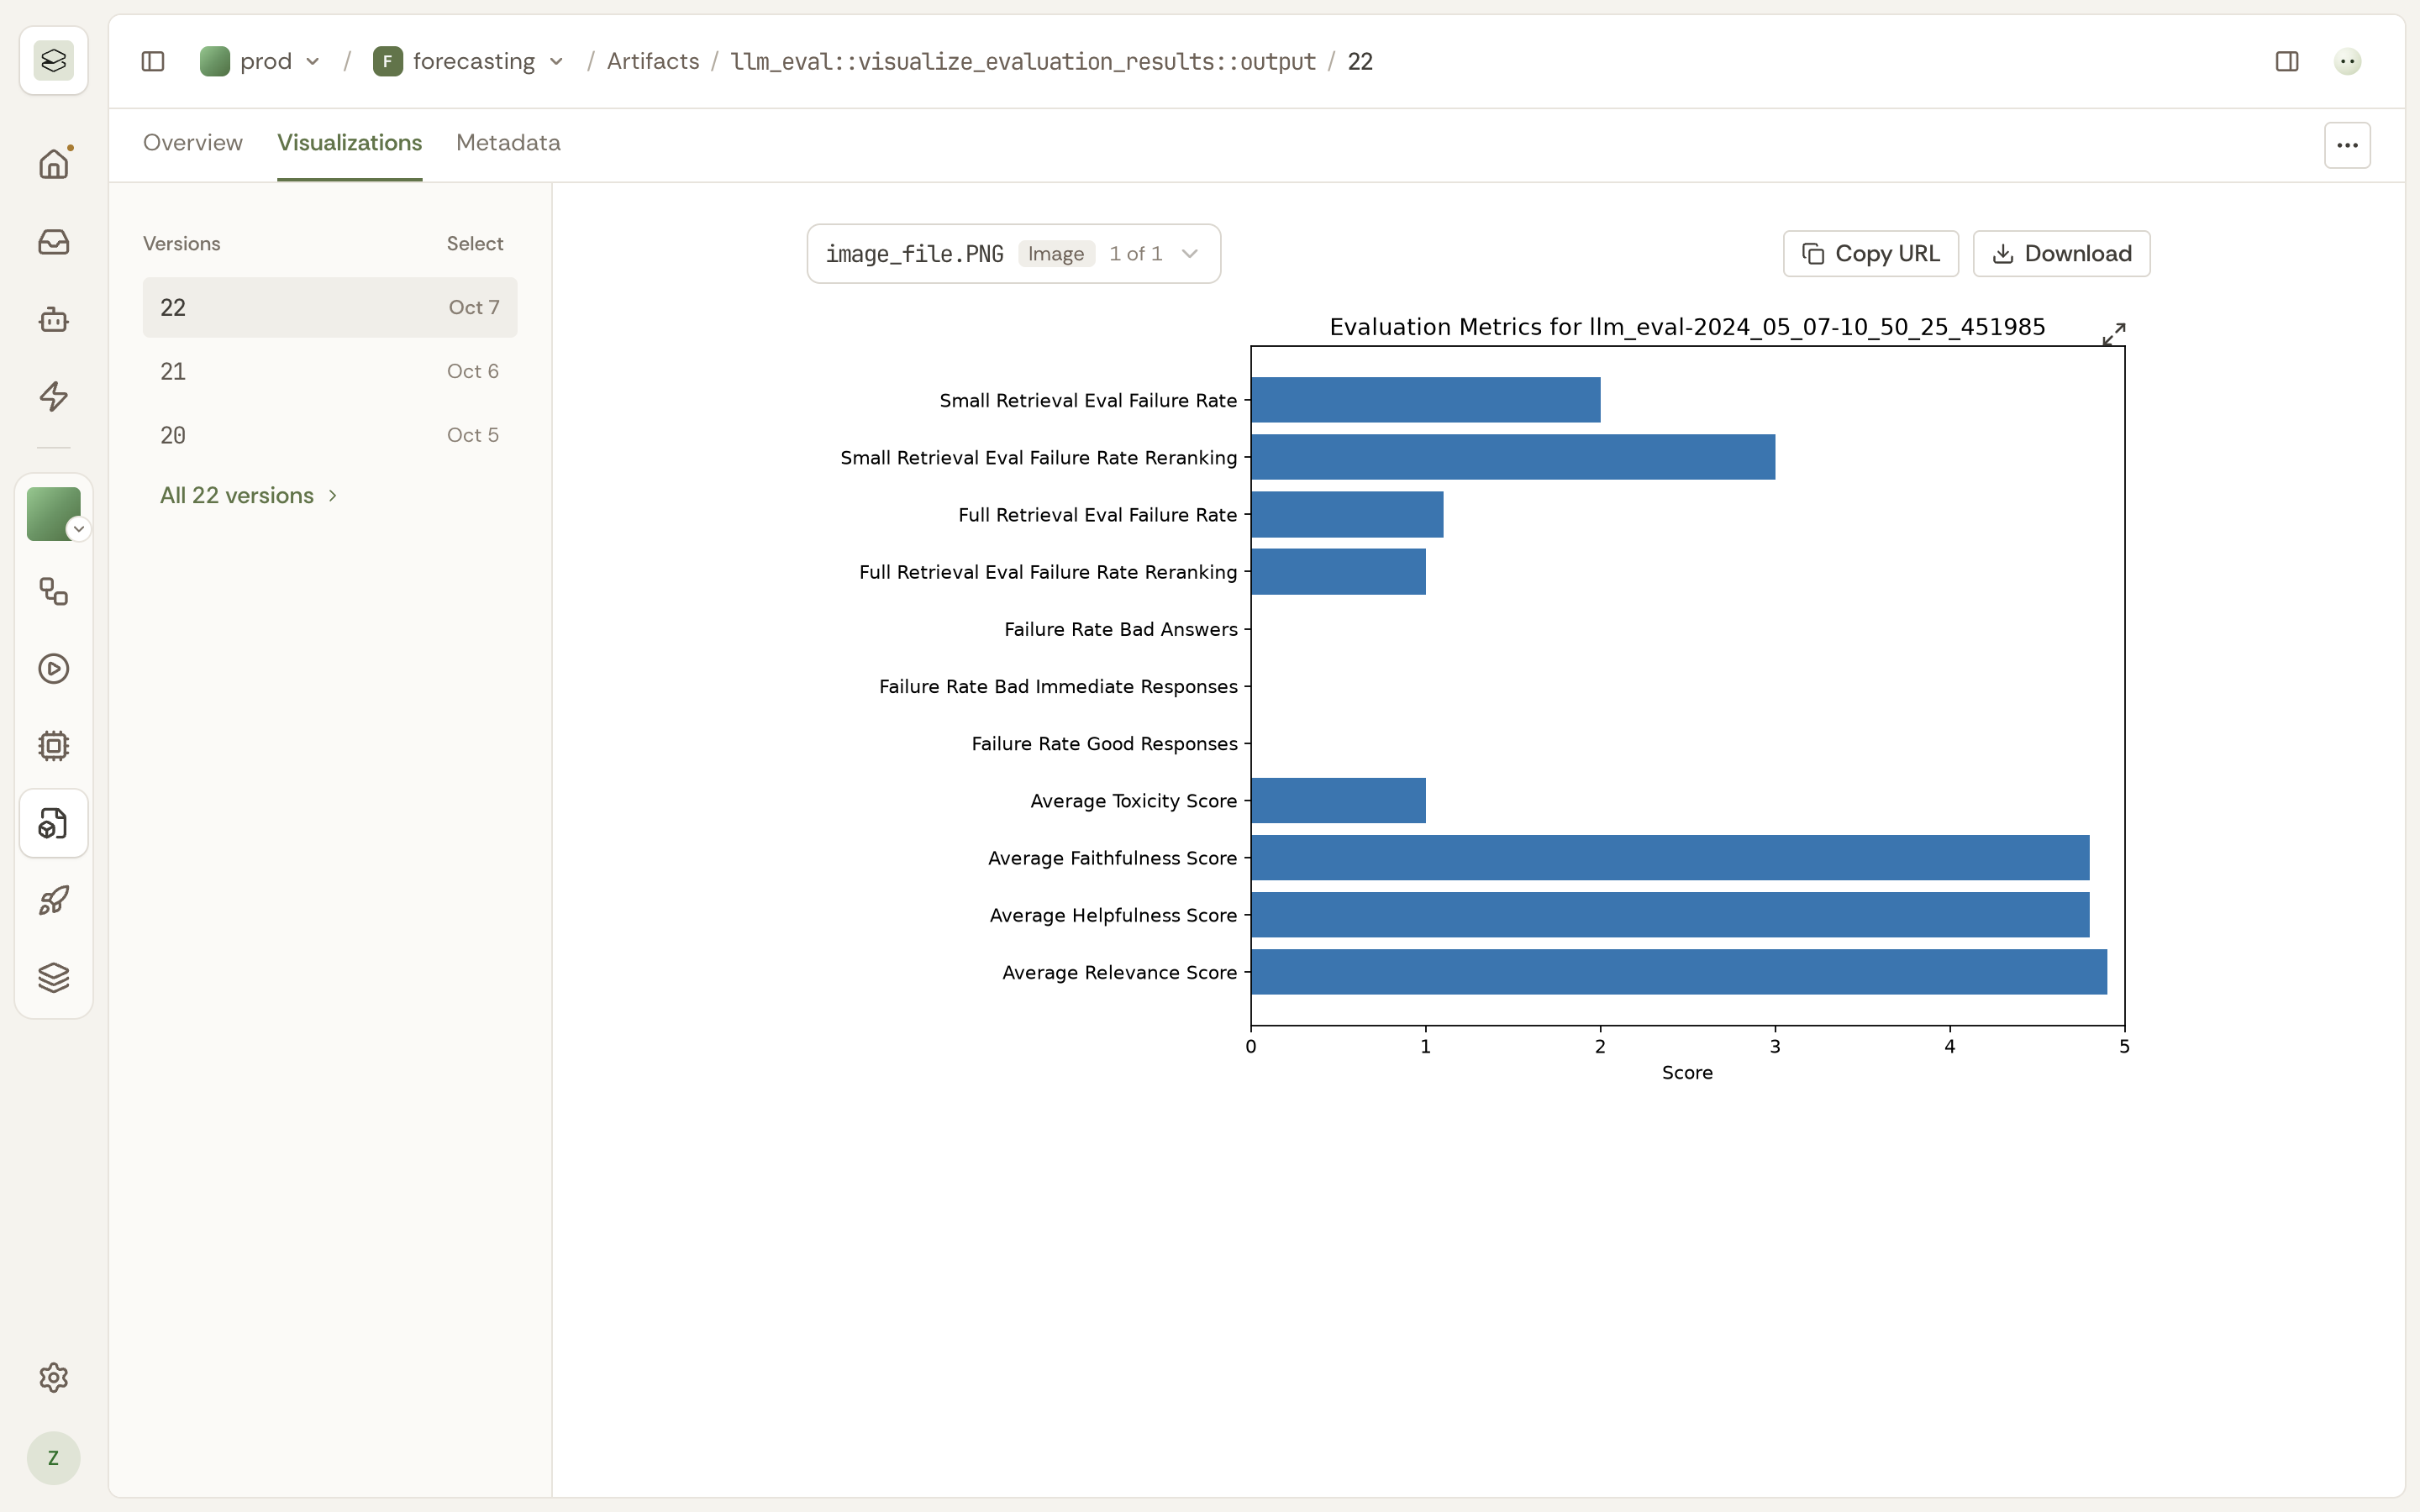 prod / F forecasting / Artifacts / llm_eval::visualize_evaluation_results::output / 22
Overview Visualizations Metadata
Versions Select
22 Oct 7
21 Oct 6
20 Oct 5
All 22 versions
image_file.PNG Image 1 of 1
Copy URL Download
Evaluation Metrics for llm_eval-2024_05_07-10_50_25_451985
Small Retrieval Eval Failure Rate
Small Retrieval Eval Failure Rate Reranking
Full Retrieval Eval Failure Rate
Full Retrieval Eval Failure Rate Reranking
Failure Rate Bad Answers
Failure Rate Bad Immediate Responses
Failure Rate Good Responses
Average Toxicity Score
Average Faithfulness Score
Average Helpfulness Score
Average Relevance Score
0 1 2 3 4 5
Score
Z